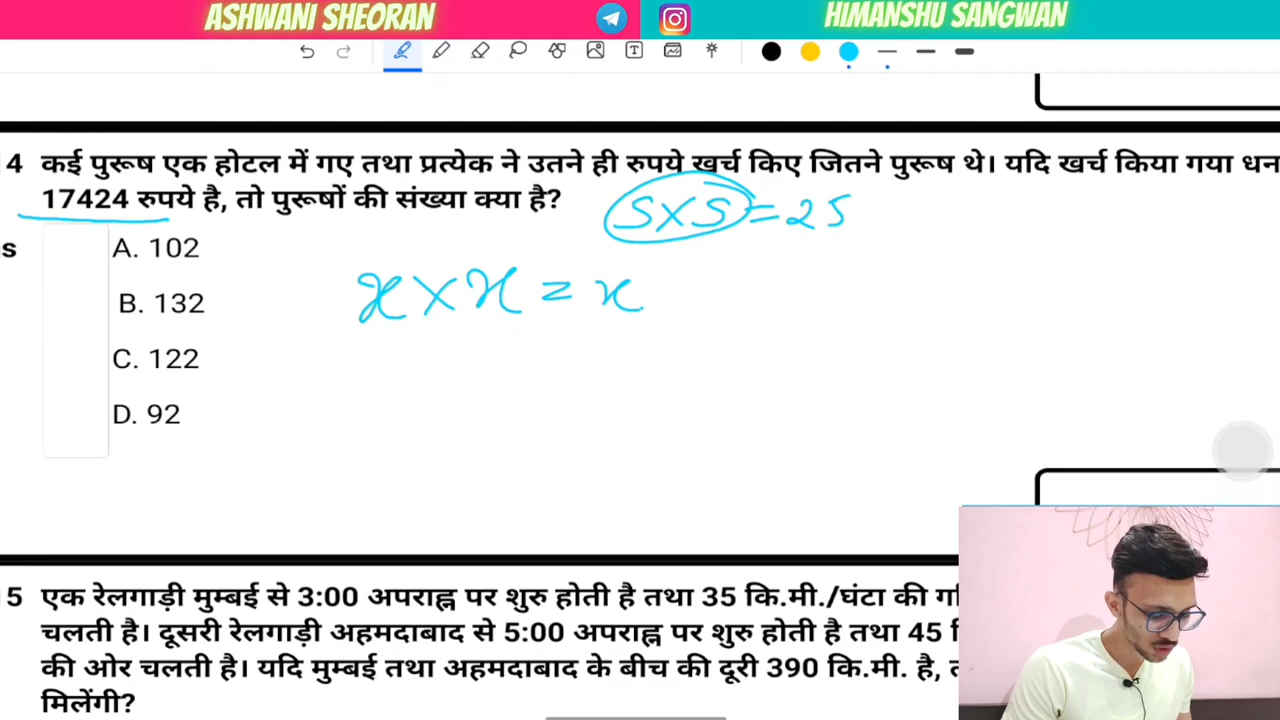 ASHWANI SHEORAN
HIMANSHU SANGWAN
4 कई पुरूष एक होटल में गए तथा प्रत्येक ने उतने ही रुपये खर्च किए जितने पुरूष थे। यदि खर्च किया गया धन
17424 रुपये है, तो पुरूषों की संख्या क्या है?
5×5=25
s
A. 102
B. 132
x×x=x
C. 122
D. 92
5 एक रेलगाड़ी मुम्बई से 3:00 अपराह्न पर शुरु होती है तथा 35 कि.मी./घंटा की
चलती है। दूसरी रेलगाड़ी अहमदाबाद से 5:00 अपराह्न पर शुरु होती है तथा 45
की ओर चलती है। यदि मुम्बई तथा अहमदाबाद के बीच की दूरी 390 कि.मी. है,
मिलेंगी?